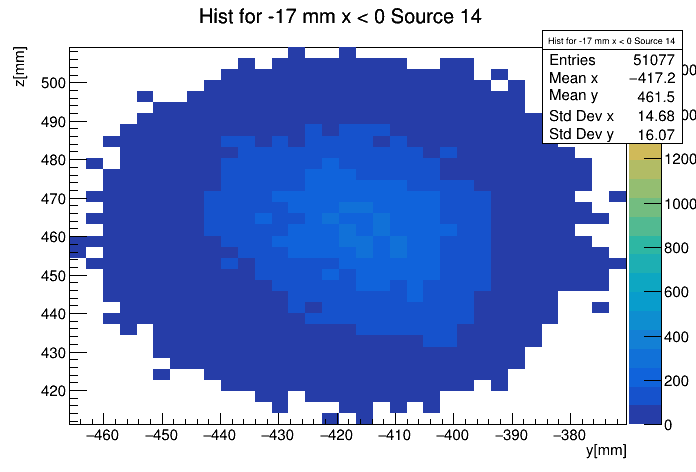 Hist for -17 mm x < 0 Source 14
Hist for -17 mm x < 0 Source 14
Entries 51077
Mean x −417.2
Mean y 461.5
Std Dev x 14.68
Std Dev y 16.07
z[mm]
500
490
480
470
460
450
440
430
420
−460 −450 −440 −430 −420 −410 −400 −390 −380
y[mm]
1200
1000
800
600
400
200
0